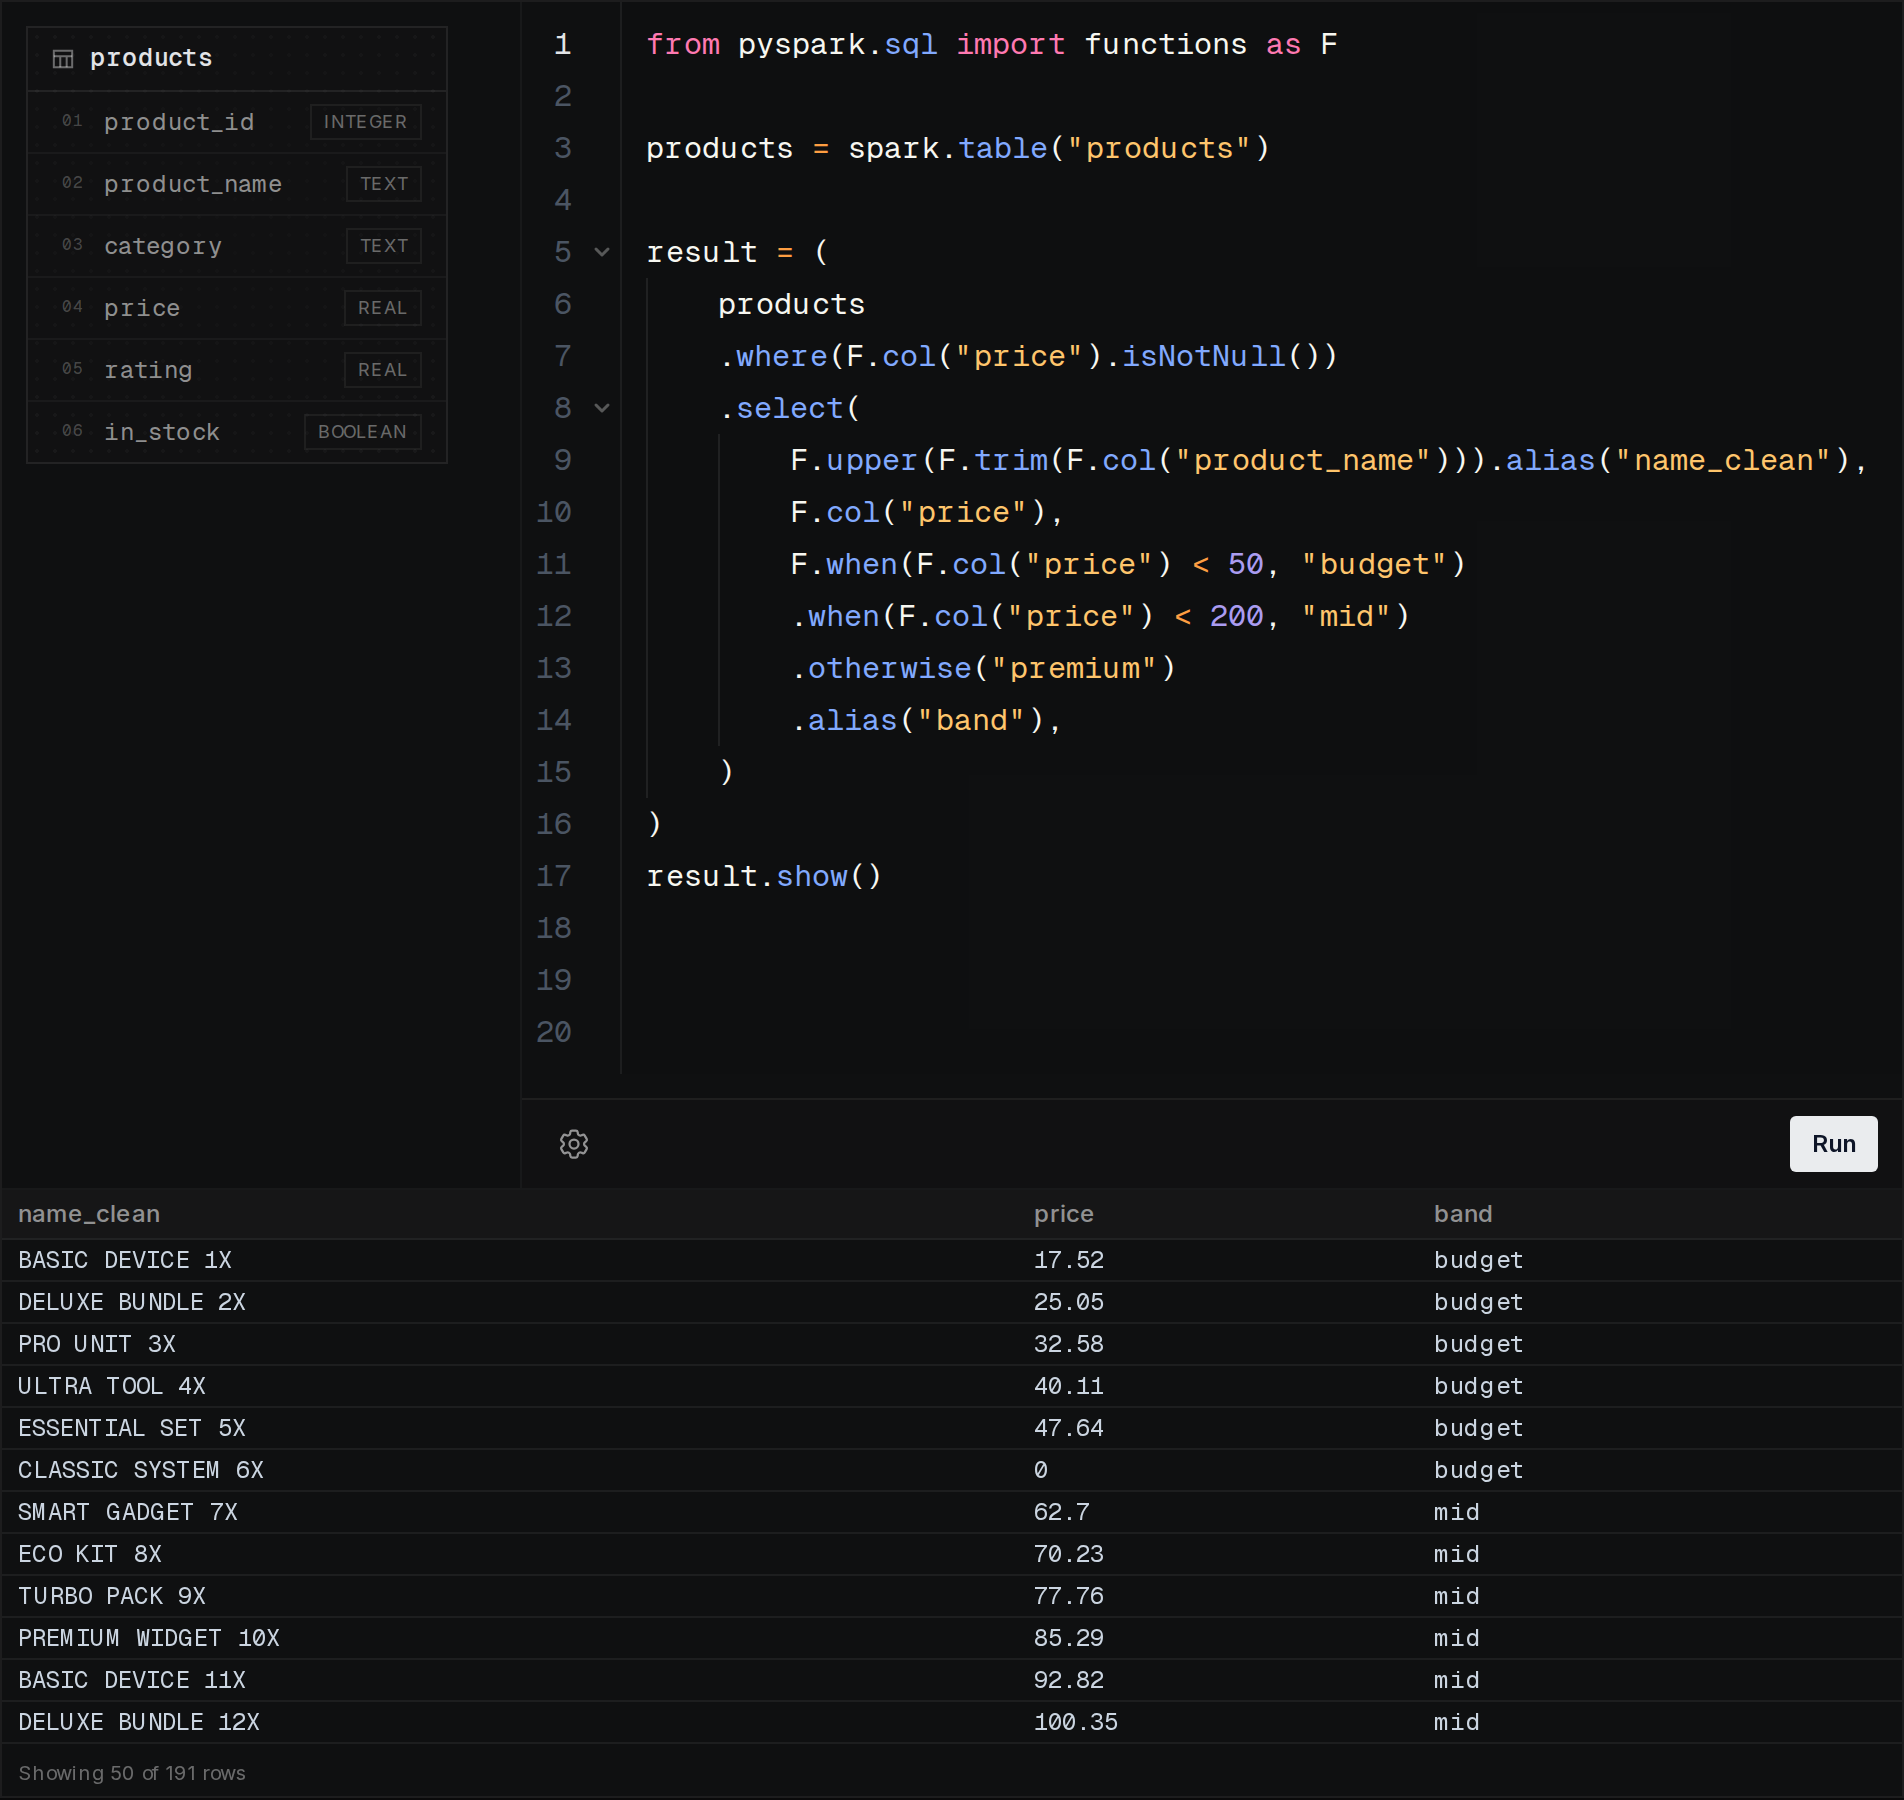 products
01 product_id INTEGER
02 product_name TEXT
03 category TEXT
04 price REAL
05 rating REAL
06 in_stock BOOLEAN
1 from pyspark.sql import functions as F
2
3 products = spark.table("products")
4
5 result = (
6     products
7     .where(F.col("price").isNotNull())
8     .select(
9         F.upper(F.trim(F.col("product_name"))).alias("name_clean"),
10         F.col("price"),
11         F.when(F.col("price") < 50, "budget")
12         .when(F.col("price") < 200, "mid")
13         .otherwise("premium")
14         .alias("band"),
15     )
16 )
17 result.show()
18
19
20
Run
name_clean price band
BASIC DEVICE 1X 17.52 budget
DELUXE BUNDLE 2X 25.05 budget
PRO UNIT 3X 32.58 budget
ULTRA TOOL 4X 40.11 budget
ESSENTIAL SET 5X 47.64 budget
CLASSIC SYSTEM 6X 0 budget
SMART GADGET 7X 62.7 mid
ECO KIT 8X 70.23 mid
TURBO PACK 9X 77.76 mid
PREMIUM WIDGET 10X 85.29 mid
BASIC DEVICE 11X 92.82 mid
DELUXE BUNDLE 12X 100.35 mid
Showing 50 of 191 rows